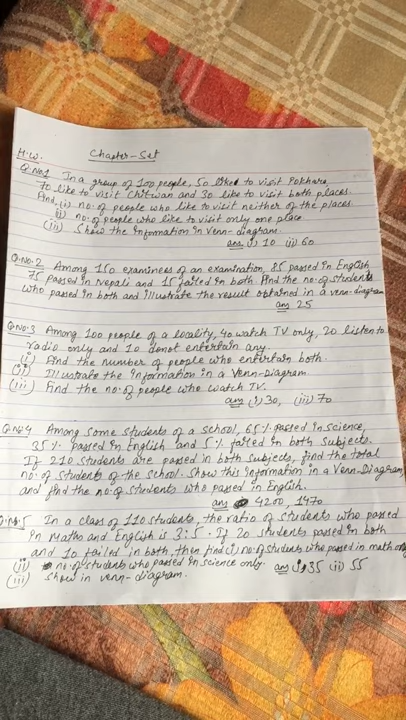 H.W. Chapter-Set
Q.No.1 In a group of 100 people, 50 like to visit Pokhara,
70 like to visit Chitwan and 30 like to visit both places.
Find, (i) no. of people who like to visit neither of the places.
(ii) no. of people who like to visit only one place.
(iii) Show the information in Venn-diagram.
ans (i) 10 (ii) 60
Q.No.2 Among 150 examinees of an examination, 85 passed in English
75 passed in Nepali and 15 failed in both. Find the no. of students
who passed in both and Illustrate the result obtained in a venn-diagram
ans 25
Q.No.3 Among 100 people of a locality, 40 watch TV only, 20 listen to
radio only and 10 donot entertain any.
(i) Find the number of people who entertain both.
(ii) Illustrate the information in a Venn-Diagram.
(iii) Find the no. of people who watch TV.
ans (i) 30, (iii) 70
Q.No.4 Among some students of a school, 65% passed in science,
35% passed in English and 5% failed in both subjects.
If 210 students are passed in both subjects, find the total
no. of students of the school. Show this information in a Venn-Diagram,
and find the no. of students who passed in English.
ans 4200, 1470
Q.No.5 In a class of 110 students, the ratio of students who passed
in Maths and English is 3:5. If 20 students passed in both
and 10 failed in both, then find (i) no. of students who passed in math only
(ii) no. of students who passed in science only. ans (i) 35 (ii) 55
(iii) Show in venn-diagram.